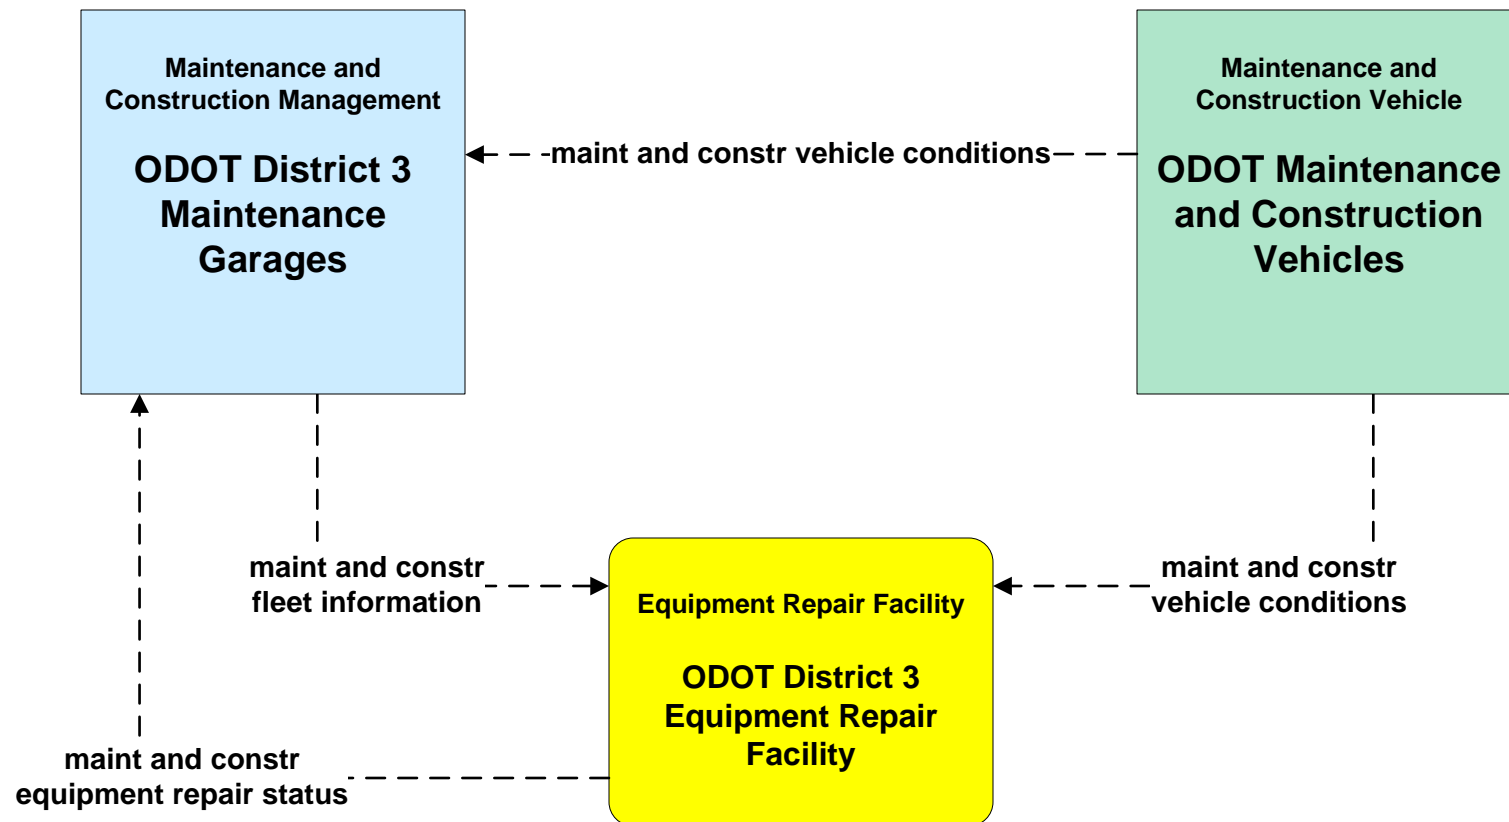 Maintenance and
Construction Management
ODOT District 3
Maintenance
Garages
maint and constr vehicle conditions
Maintenance and
Construction Vehicle
ODOT Maintenance
and Construction
Vehicles
maint and constr
fleet information
Equipment Repair Facility
ODOT District 3
Equipment Repair
Facility
maint and constr
vehicle conditions
maint and constr
equipment repair status